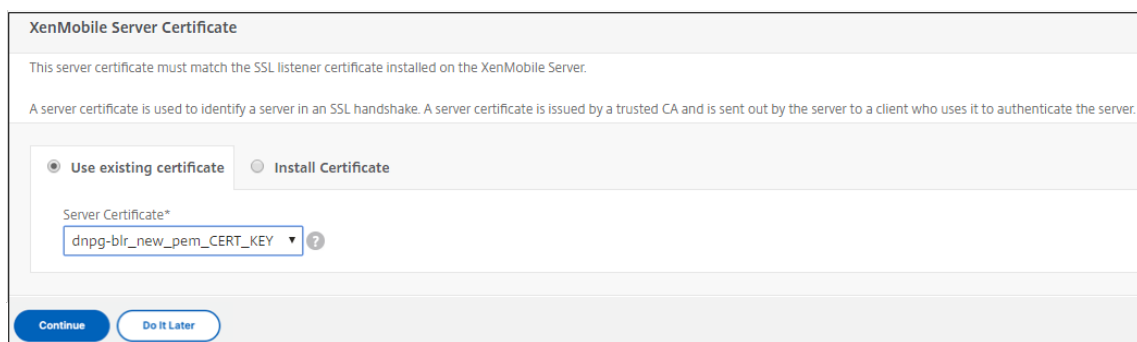 XenMobile Server Certificate
This server certificate must match the SSL listener certificate installed on the XenMobile Server.
A server certificate is used to identify a server in an SSL handshake. A server certificate is issued by a trusted CA and is sent out by the server to a client who uses it to authenticate the server.
Use existing certificate Install Certificate
Server Certificate*
dnpg-blr_new_pem_CERT_KEY ?
Continue Do It Later